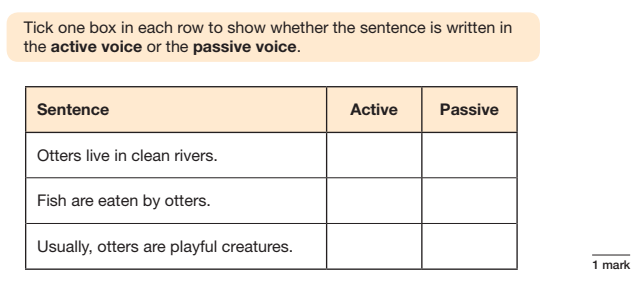 Tick one box in each row to show whether the sentence is written in
the active voice or the passive voice.
Sentence Active Passive
Otters live in clean rivers.
Fish are eaten by otters.
Usually, otters are playful creatures.
1 mark